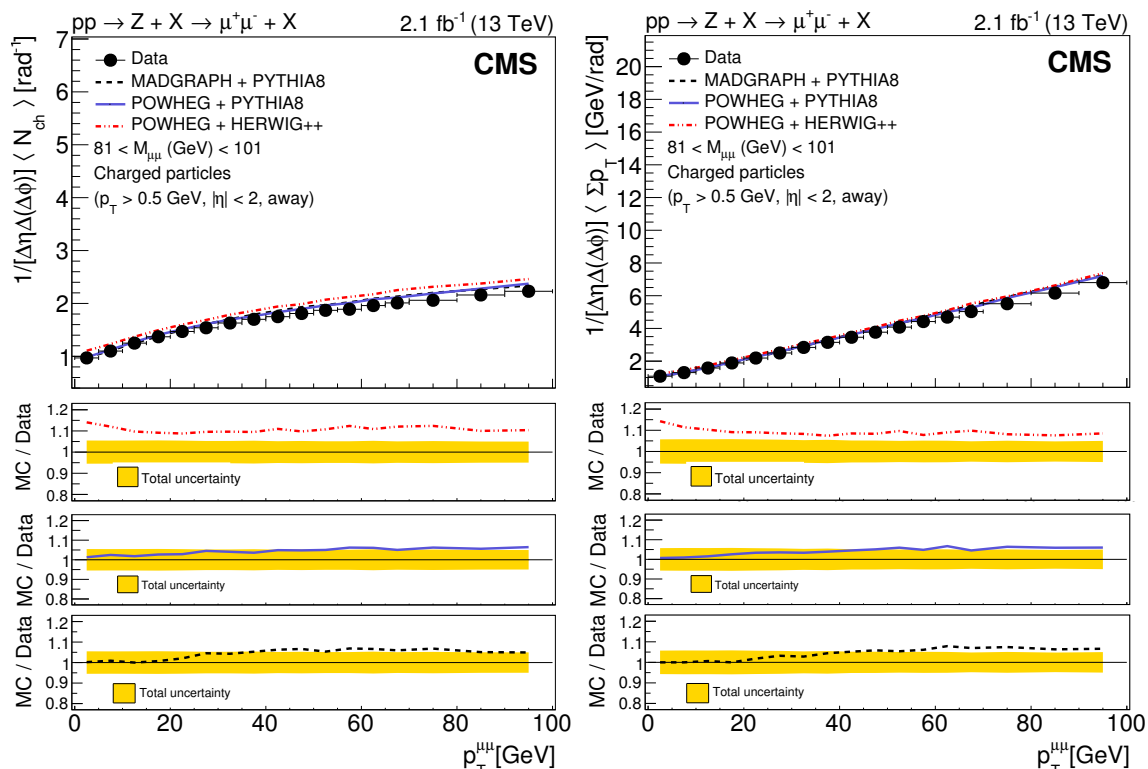 pp → Z + X → μ⁺μ⁻ + X 2.1 fb⁻¹ (13 TeV)
1/[ΔηΔ(Δφ)] ⟨ N_ch ⟩ [rad⁻¹]
7
6
5
4
3
2
1
CMS
Data
MADGRAPH + PYTHIA8
POWHEG + PYTHIA8
POWHEG + HERWIG++
81 < M_μμ (GeV) < 101
Charged particles
(p_T > 0.5 GeV, |η| < 2, away)
MC / Data
1.2
1.1
1
0.9
0.8
Total uncertainty
MC / Data
1.2
1.1
1
0.9
0.8
Total uncertainty
MC / Data
1.2
1.1
1
0.9
0.8
Total uncertainty
0 20 40 60 80 100
p_T^μμ[GeV]
pp → Z + X → μ⁺μ⁻ + X 2.1 fb⁻¹ (13 TeV)
1/[ΔηΔ(Δφ)] ⟨ Σp_T ⟩ [GeV/rad]
20
18
16
14
12
10
8
6
4
2
CMS
Data
MADGRAPH + PYTHIA8
POWHEG + PYTHIA8
POWHEG + HERWIG++
81 < M_μμ (GeV) < 101
Charged particles
(p_T > 0.5 GeV, |η| < 2, away)
MC / Data
1.2
1.1
1
0.9
0.8
Total uncertainty
MC / Data
1.2
1.1
1
0.9
0.8
Total uncertainty
MC / Data
1.2
1.1
1
0.9
0.8
Total uncertainty
0 20 40 60 80 100
p_T^μμ[GeV]